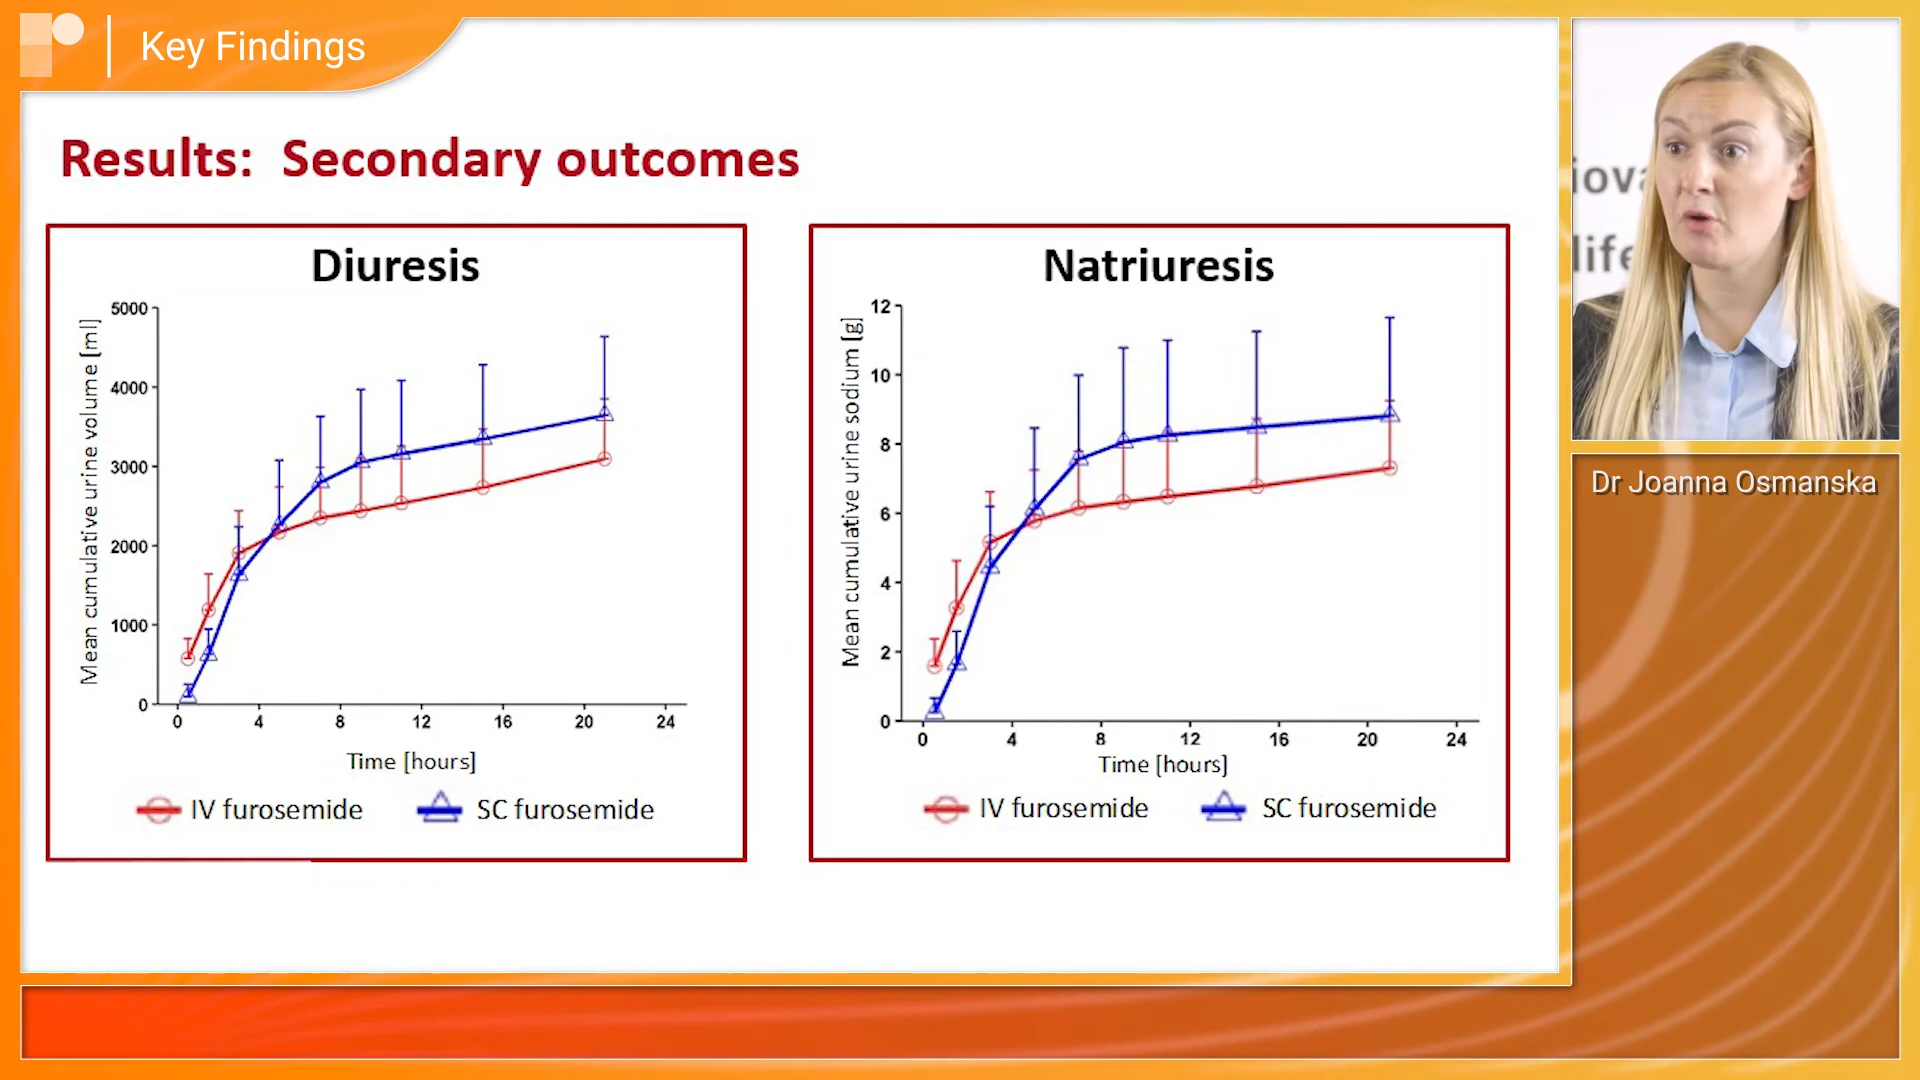 Key Findings
Results: Secondary outcomes
Diuresis
Mean cumulative urine volume [ml]
5000
4000
3000
2000
1000
0
0 4 8 12 16 20 24
Time [hours]
IV furosemide SC furosemide
Natriuresis
Mean cumulative urine sodium [g]
12
10
8
6
4
2
0
0 4 8 12 16 20 24
Time [hours]
IV furosemide SC furosemide
iova
life
Dr Joanna Osmanska